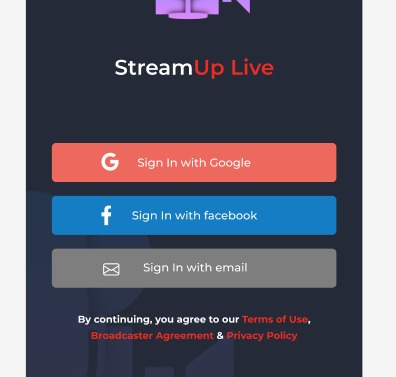 StreamUp Live
Sign In with Google
Sign In with facebook
Sign In with email
By continuing, you agree to our Terms of Use,
Broadcaster Agreement & Privacy Policy